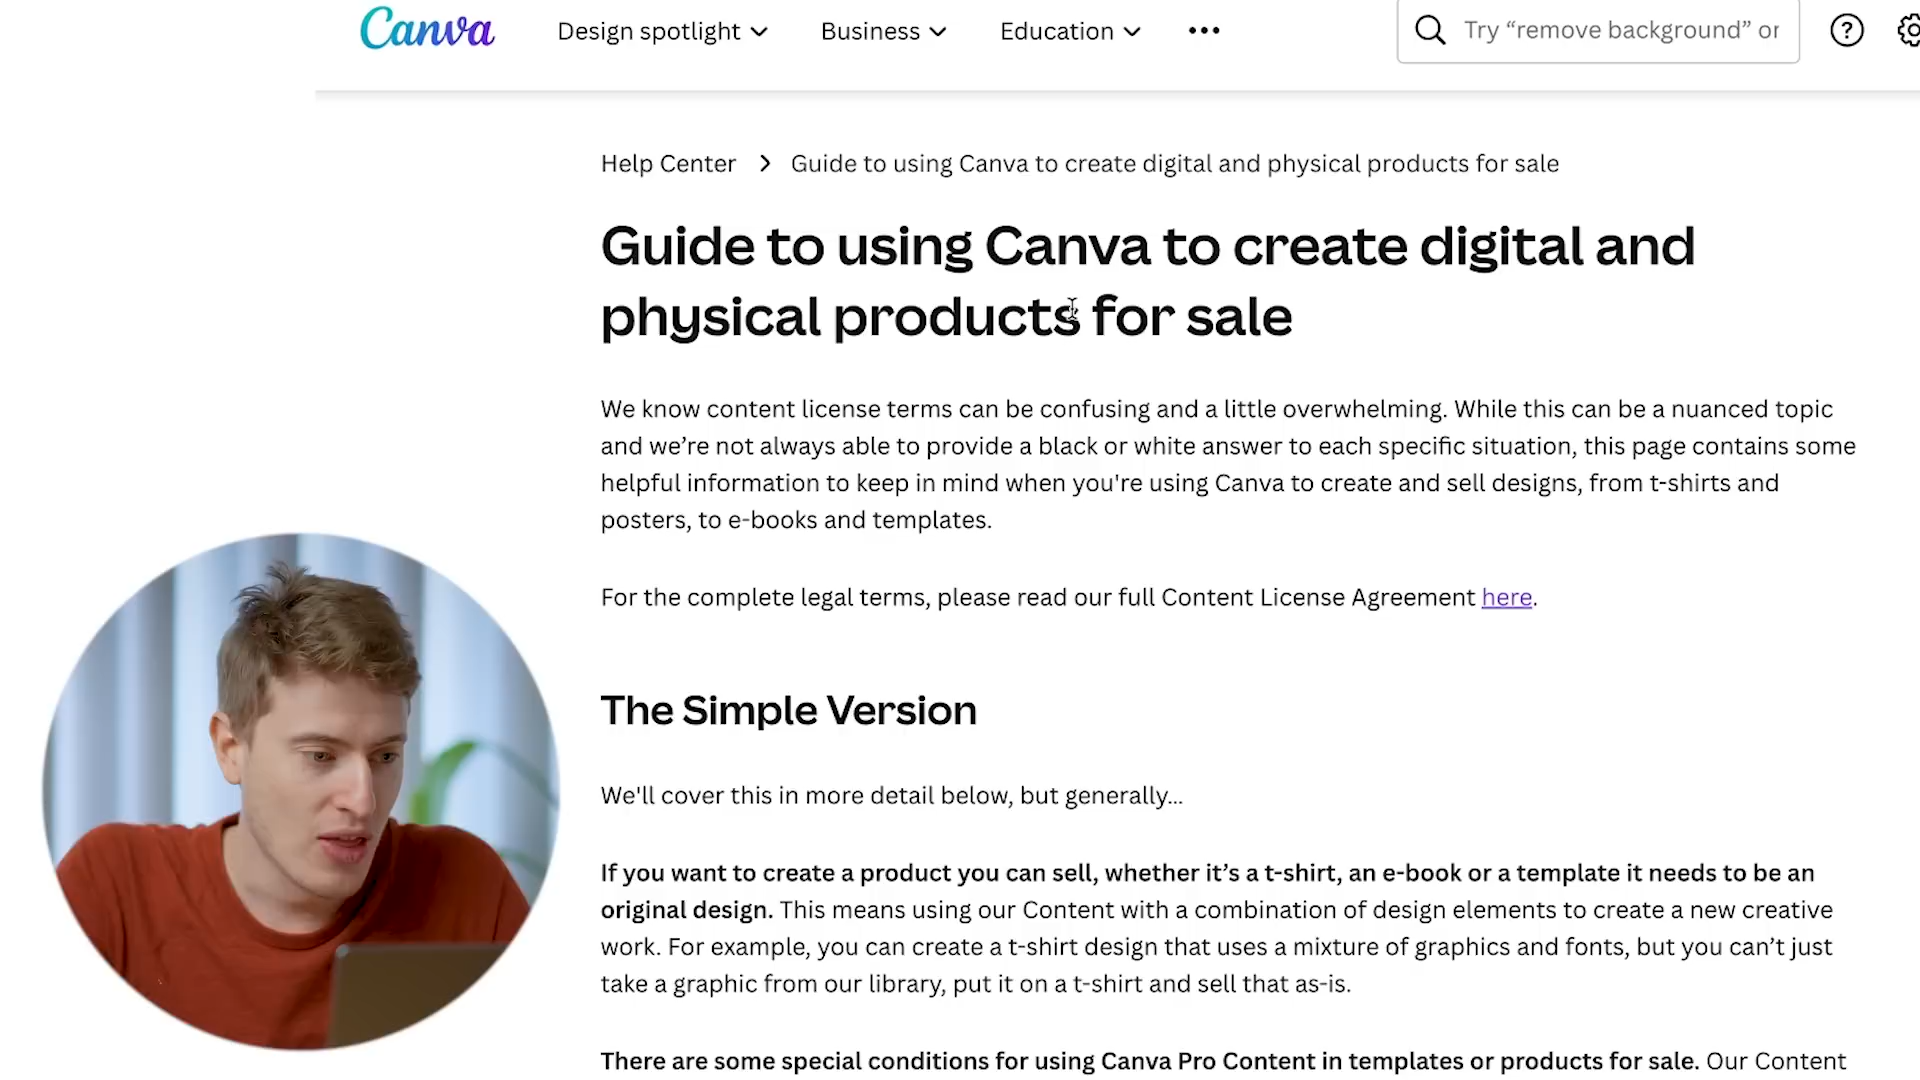 Canva Design spotlight Business Education ••• Try “remove background” or
Help Center > Guide to using Canva to create digital and physical products for sale
Guide to using Canva to create digital and
physical products for sale
We know content license terms can be confusing and a little overwhelming. While this can be a nuanced topic
and we’re not always able to provide a black or white answer to each specific situation, this page contains some
helpful information to keep in mind when you're using Canva to create and sell designs, from t-shirts and
posters, to e-books and templates.
For the complete legal terms, please read our full Content License Agreement here.
The Simple Version
We'll cover this in more detail below, but generally...
If you want to create a product you can sell, whether it’s a t-shirt, an e-book or a template it needs to be an
original design. This means using our Content with a combination of design elements to create a new creative
work. For example, you can create a t-shirt design that uses a mixture of graphics and fonts, but you can’t just
take a graphic from our library, put it on a t-shirt and sell that as-is.
There are some special conditions for using Canva Pro Content in templates or products for sale. Our Content